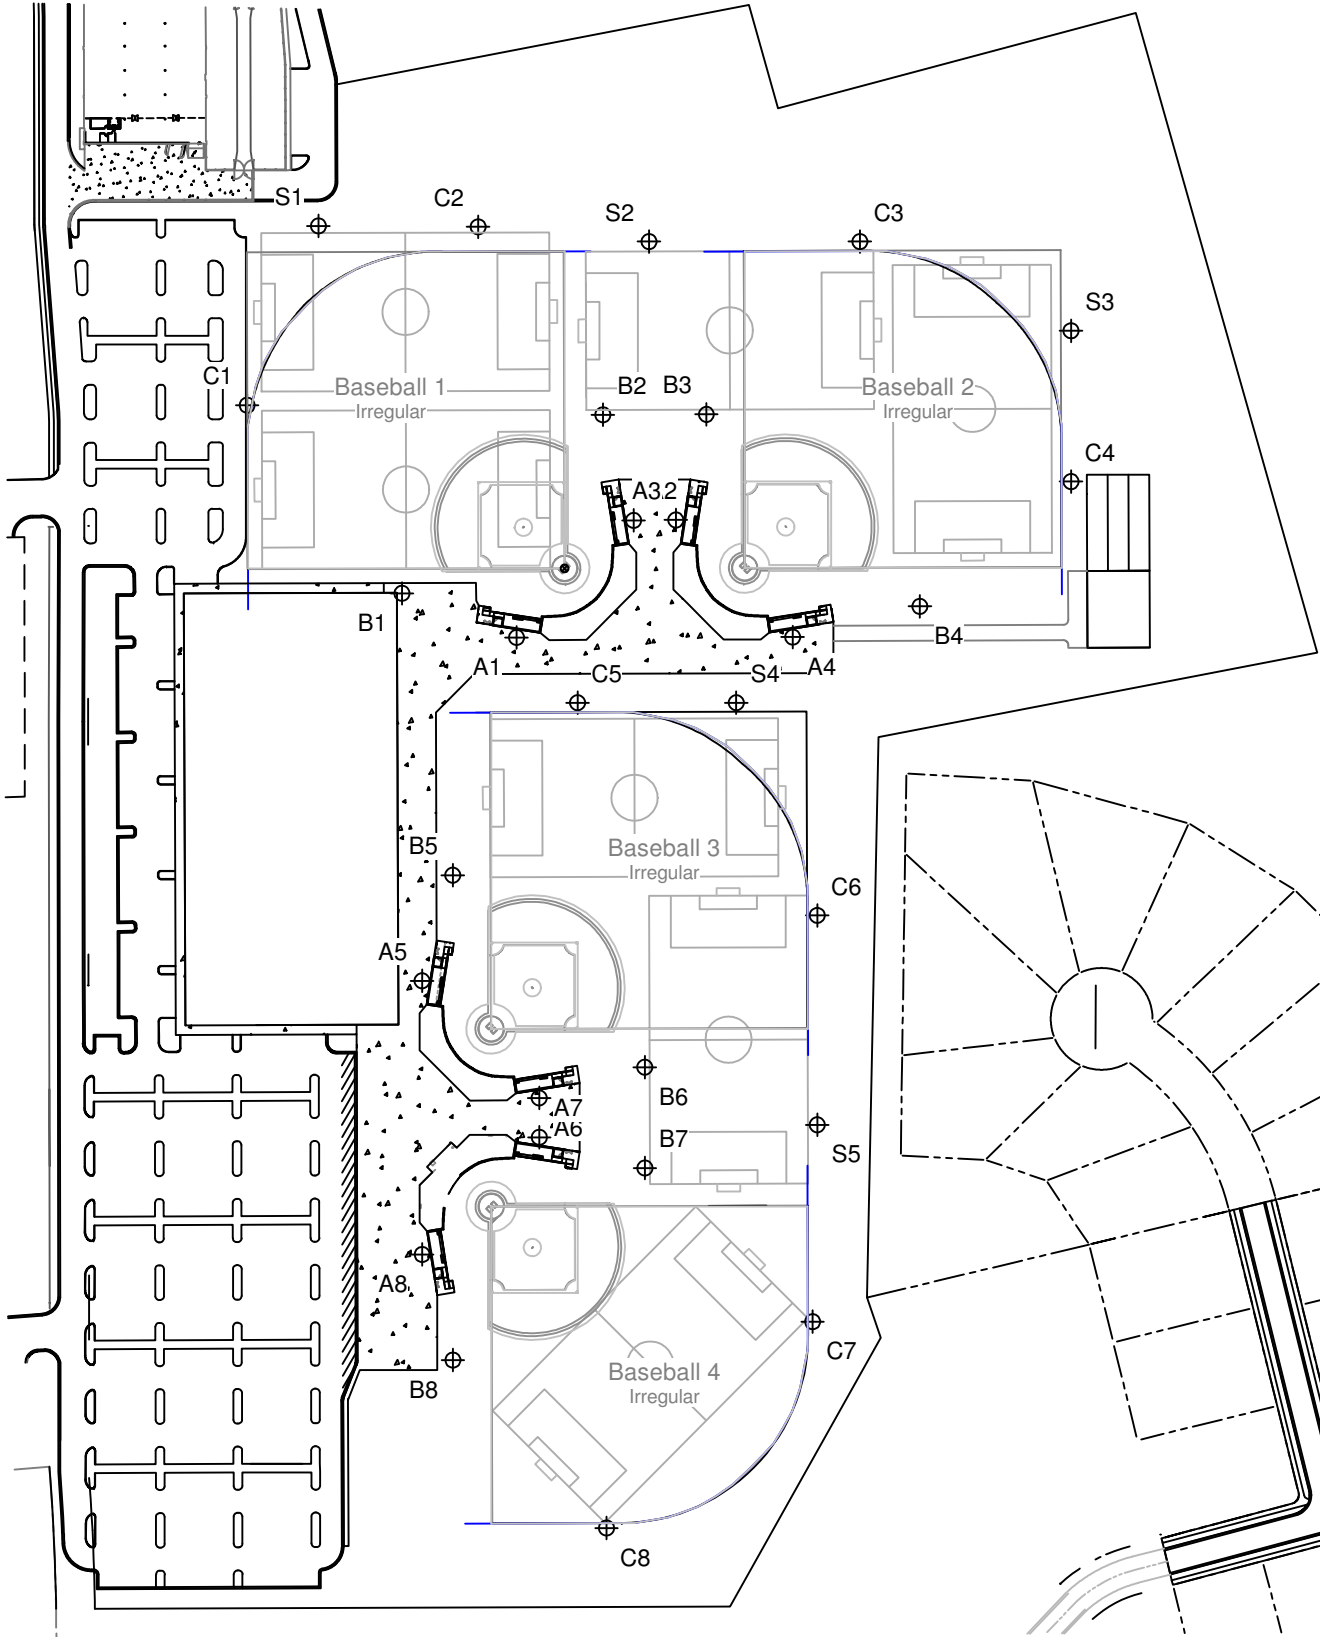 S1
C2
S2
C3
S3
C1
Baseball 1
Irregular
B2
B3
Baseball 2
Irregular
C4
A3
2
B1
B4
A1
C5
S4
A4
B5
Baseball 3
Irregular
C6
A5
A7
A6
B6
B7
S5
A8
B8
Baseball 4
Irregular
C7
C8